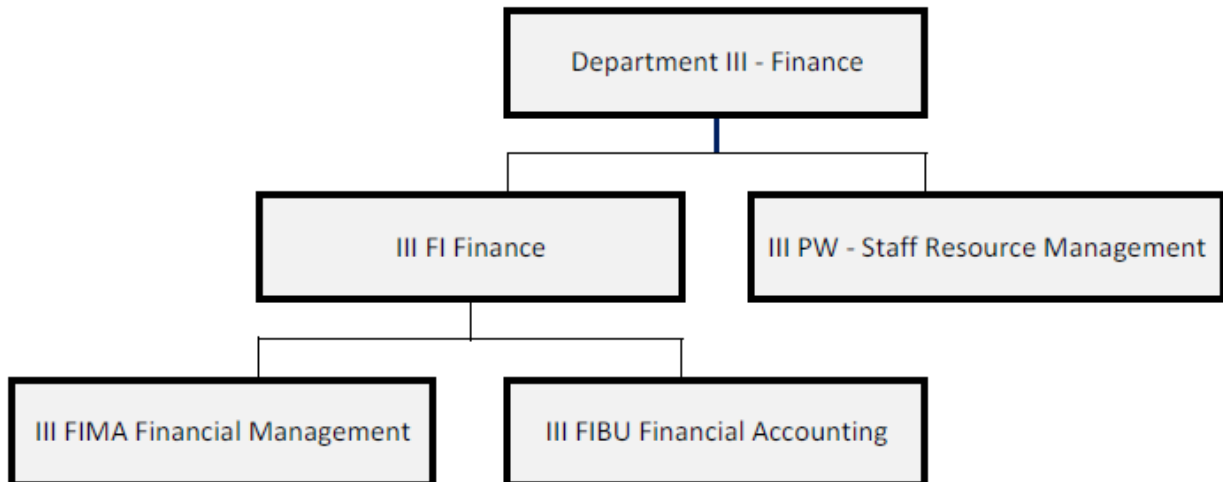 Department III - Finance
III FI Finance
III PW - Staff Resource Management
III FIMA Financial Management
III FIBU Financial Accounting